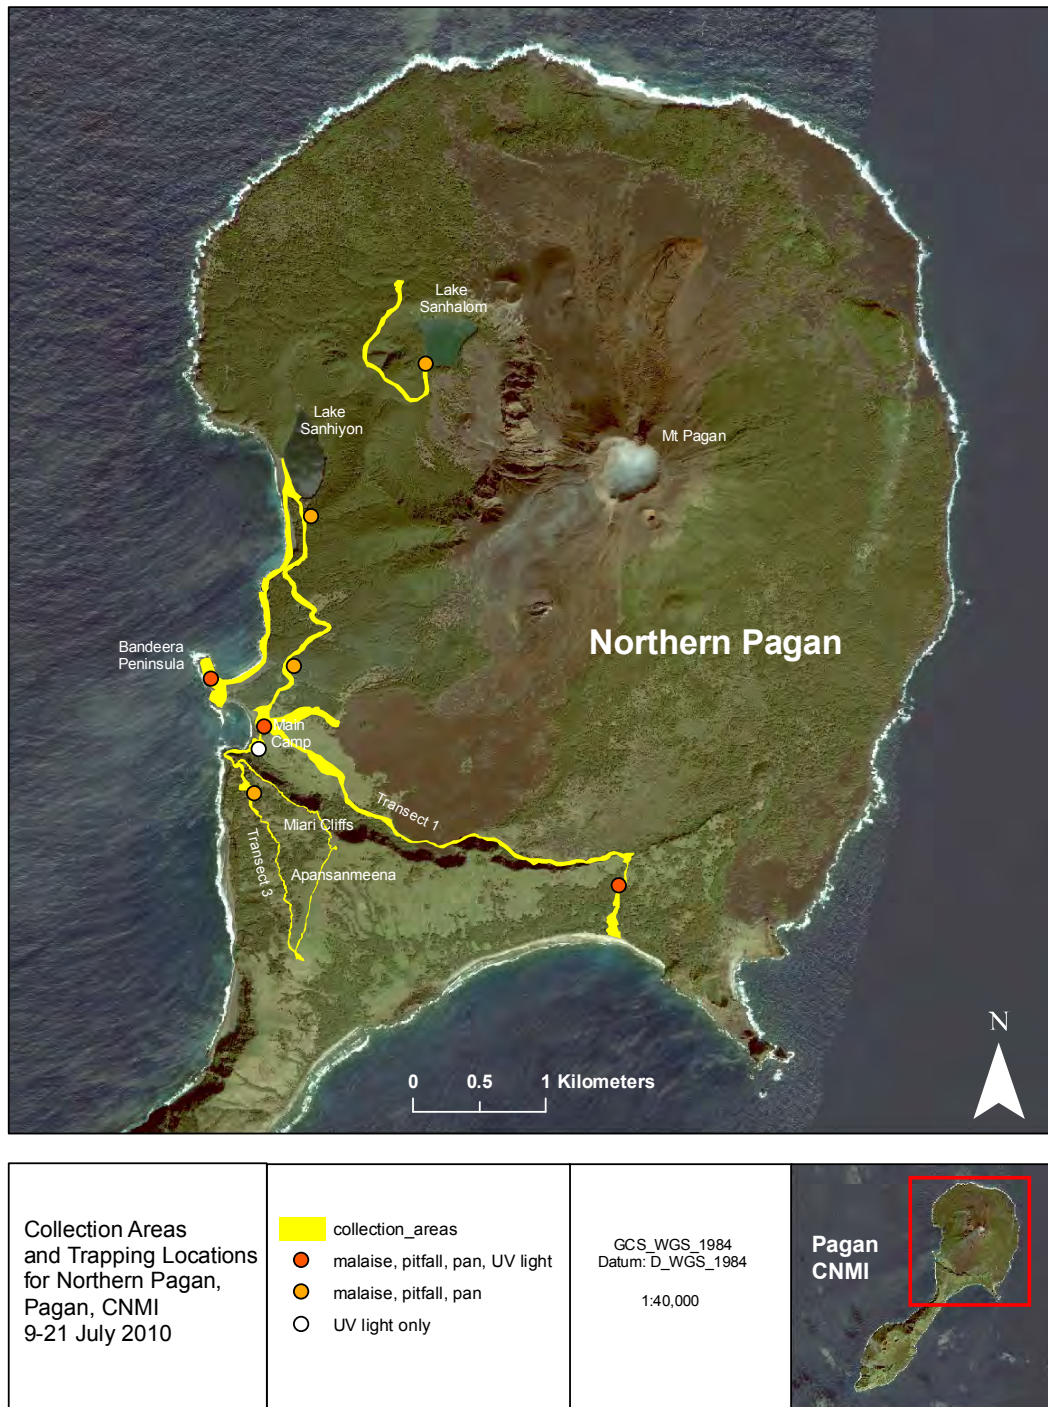 Lake
Sanhalom
Lake
Sanhiyon
Mt Pagan
Northern Pagan
Bandeera
Peninsula
Main
Camp
Transect 1
Miari Cliffs
Transect 3
Apansanmeena
N
0 0.5 1 Kilometers
Collection Areas
and Trapping Locations
for Northern Pagan,
Pagan, CNMI
9-21 July 2010
collection_areas
malaise, pitfall, pan, UV light
malaise, pitfall, pan
UV light only
GCS_WGS_1984
Datum: D_WGS_1984
1:40,000
Pagan
CNMI